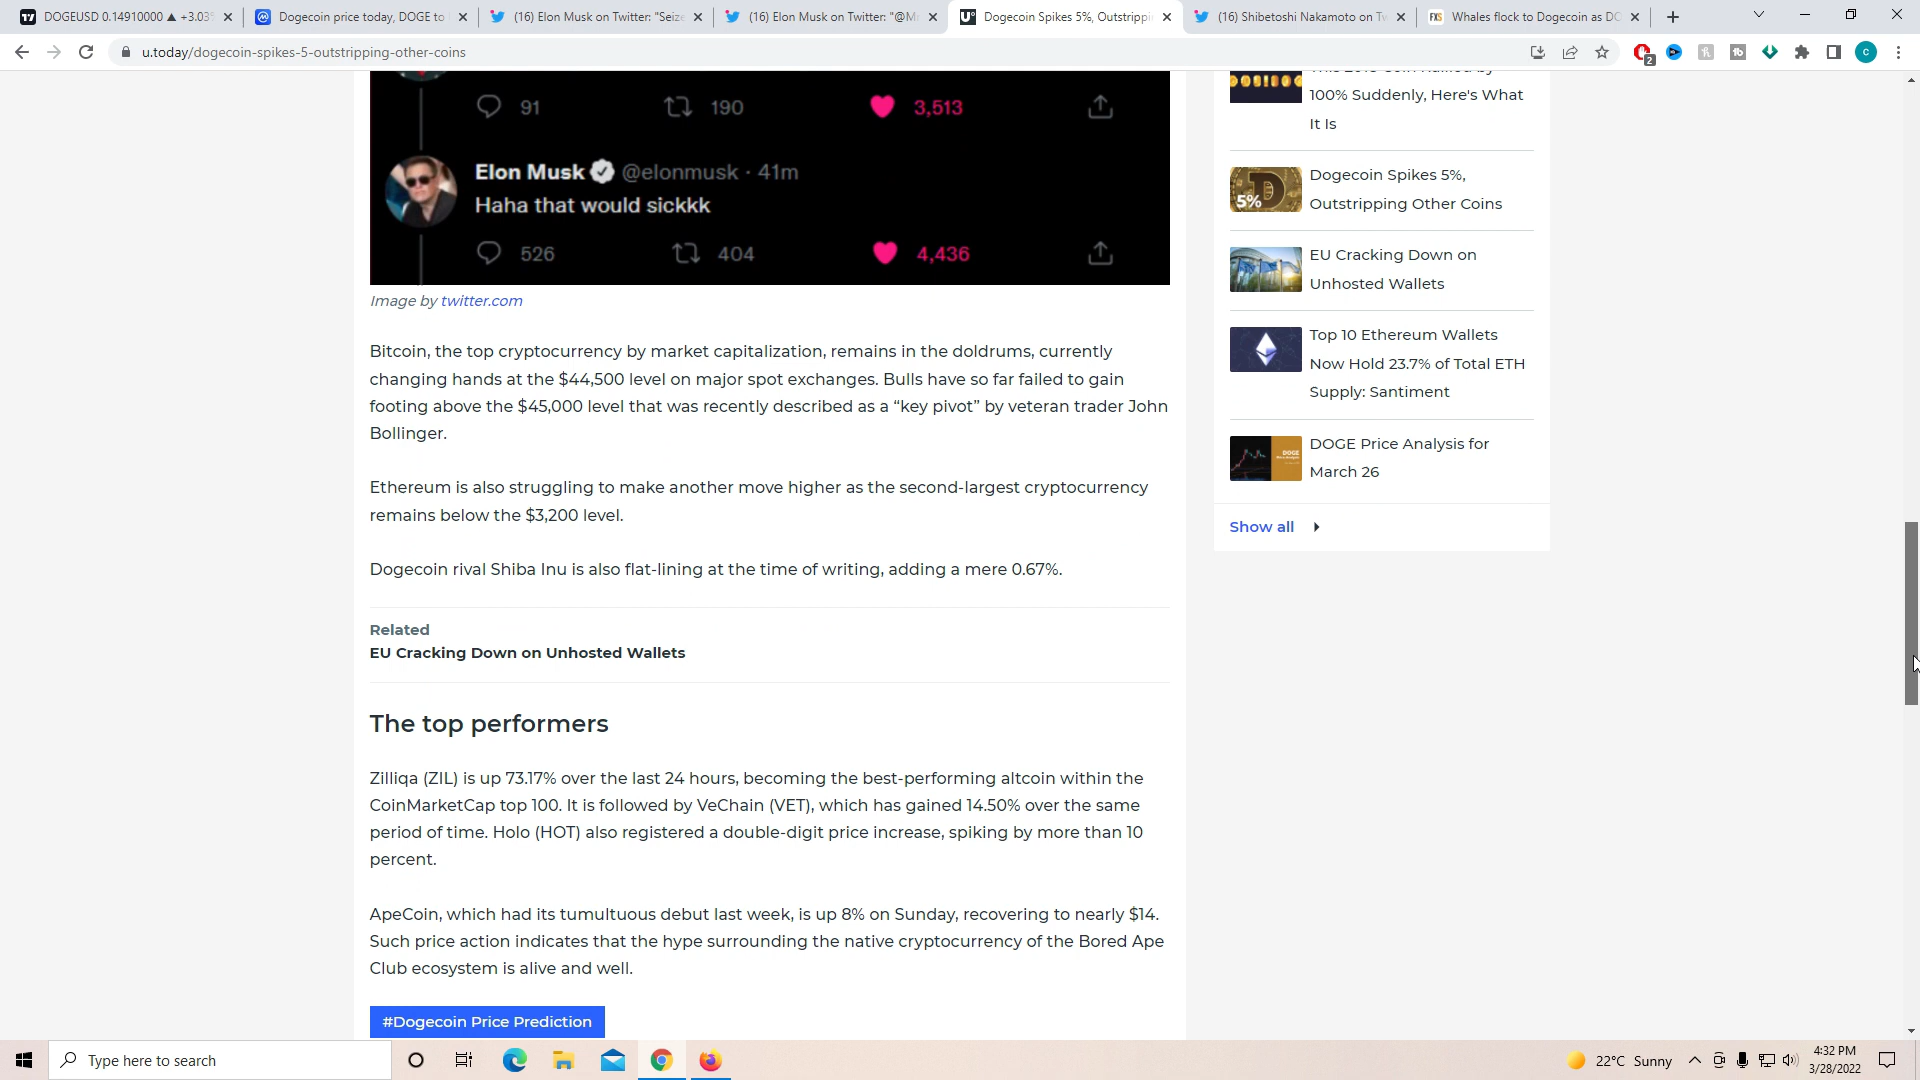 DOGEUSD 0.14910000 ▲ +3.03%
Dogecoin price today, DOGE to
(16) Elon Musk on Twitter: "Seize
(16) Elon Musk on Twitter: "@M
Dogecoin Spikes 5%, Outstrippi
(16) Shibetoshi Nakamoto on Tw
Whales flock to Dogecoin as DO
u.today/dogecoin-spikes-5-outstripping-other-coins
2
C
91 190 3,513
Elon Musk @elonmusk · 41m
Haha that would sickkk
526 404 4,436
Image by twitter.com
Bitcoin, the top cryptocurrency by market capitalization, remains in the doldrums, currently
changing hands at the $44,500 level on major spot exchanges. Bulls have so far failed to gain
footing above the $45,000 level that was recently described as a “key pivot” by veteran trader John
Bollinger.
Ethereum is also struggling to make another move higher as the second-largest cryptocurrency
remains below the $3,200 level.
Dogecoin rival Shiba Inu is also flat-lining at the time of writing, adding a mere 0.67%.
Related
EU Cracking Down on Unhosted Wallets
The top performers
Zilliqa (ZIL) is up 73.17% over the last 24 hours, becoming the best-performing altcoin within the
CoinMarketCap top 100. It is followed by VeChain (VET), which has gained 14.50% over the same
period of time. Holo (HOT) also registered a double-digit price increase, spiking by more than 10
percent.
ApeCoin, which had its tumultuous debut last week, is up 8% on Sunday, recovering to nearly $14.
Such price action indicates that the hype surrounding the native cryptocurrency of the Bored Ape
Club ecosystem is alive and well.
#Dogecoin Price Prediction
100% Suddenly, Here's What
It Is
5%
Dogecoin Spikes 5%,
Outstripping Other Coins
EU Cracking Down on
Unhosted Wallets
Top 10 Ethereum Wallets
Now Hold 23.7% of Total ETH
Supply: Santiment
DOGE
DOGE Price Analysis for
March 26
Show all
Type here to search
22°C Sunny
4:32 PM
3/28/2022